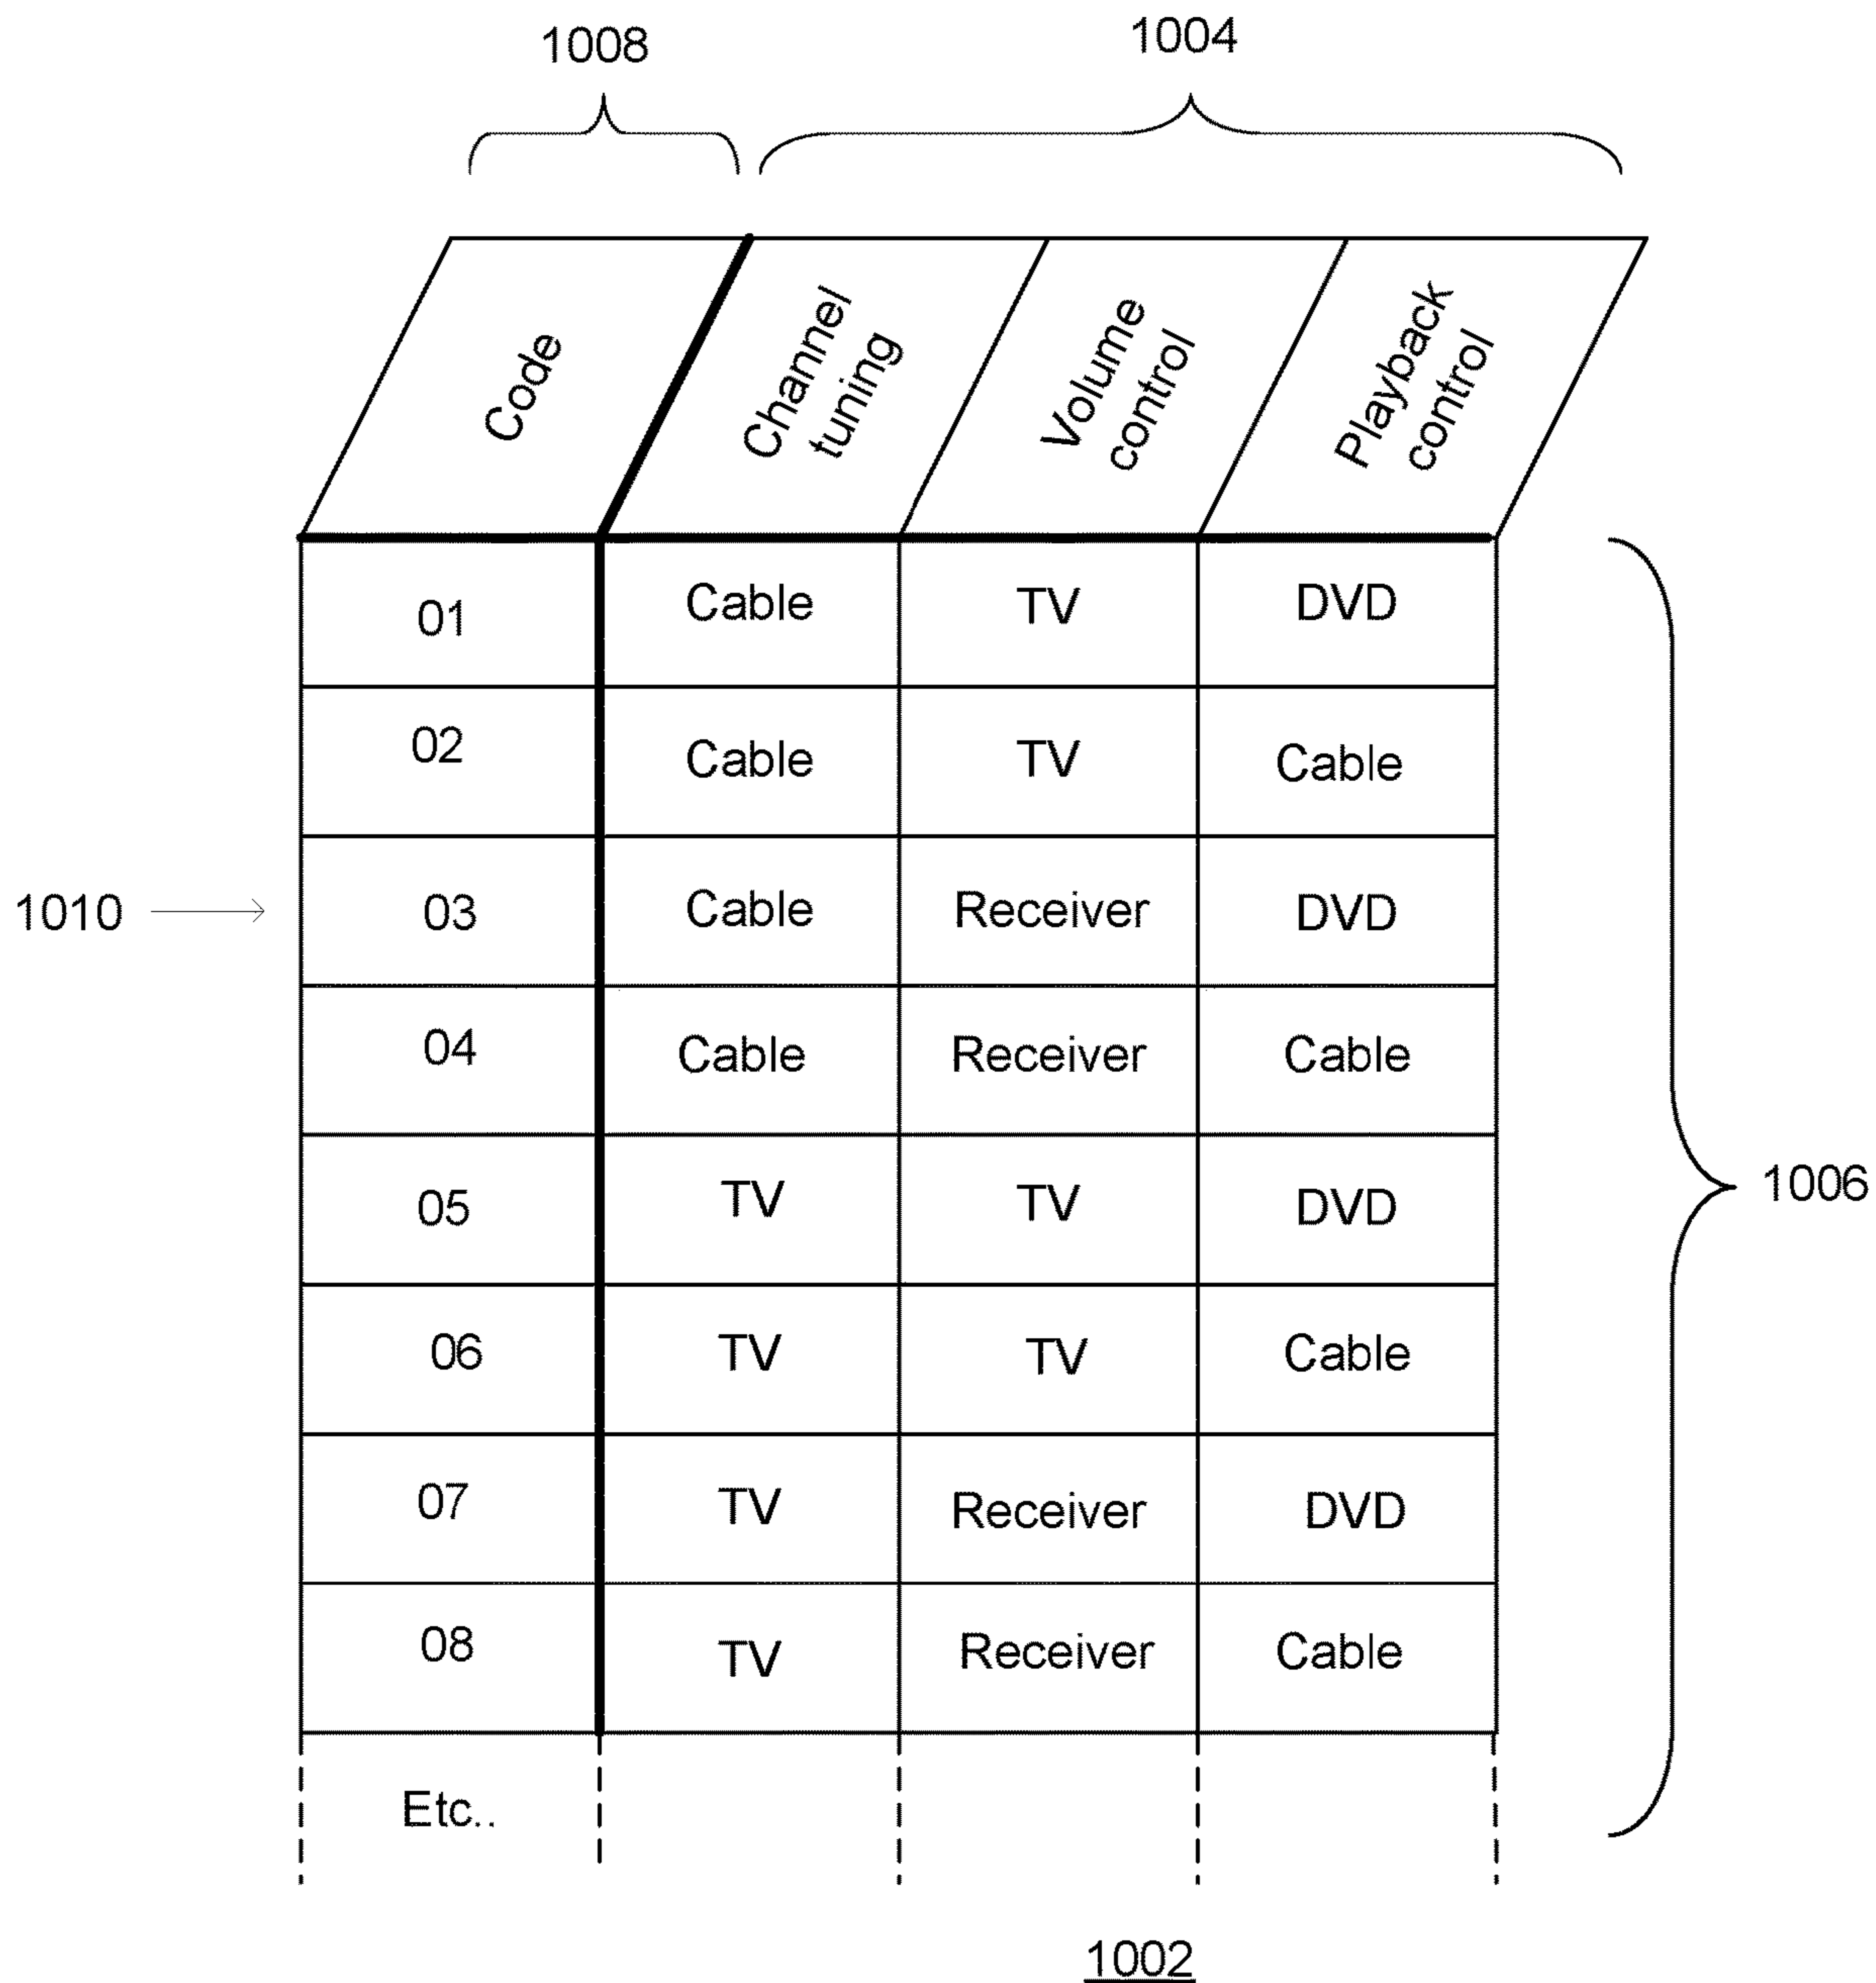 1008
1004
Code
Channel
tuning
Volume
control
Playback
control
01 Cable TV DVD
02 Cable TV Cable
1010 03 Cable Receiver DVD
04 Cable Receiver Cable
05 TV TV DVD
1006
06 TV TV Cable
07 TV Receiver DVD
08 TV Receiver Cable
Etc..
1002